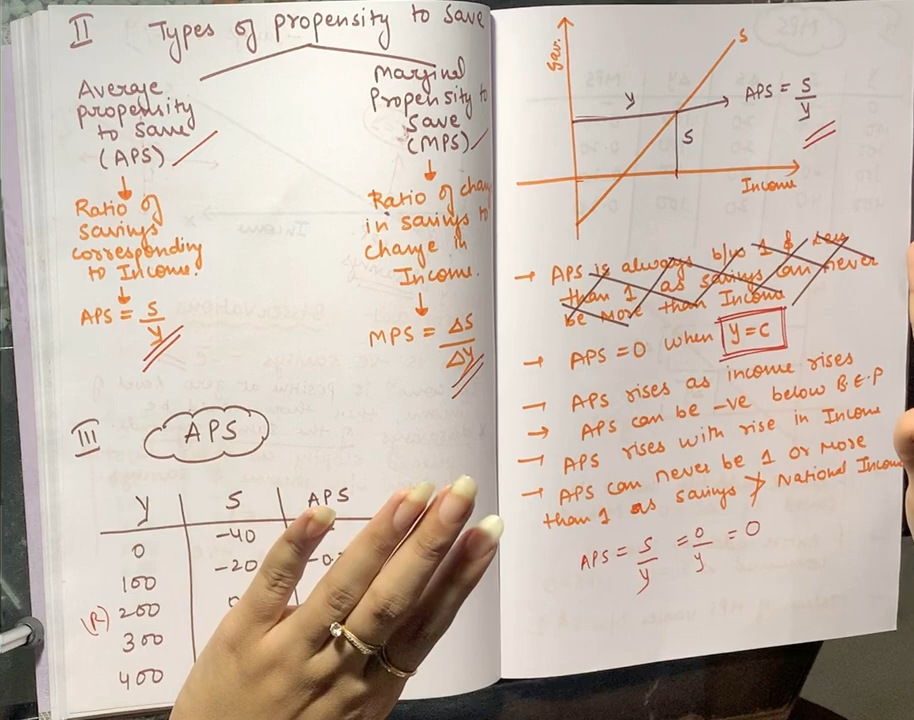 II Types of propensity to save
Average
propensity
to save
(APS)
↓
Ratio of
savings
corresponding
to Income.
↓
APS = S/Y
Marginal
Propensity to
Save
(MPS)
↓
Ratio of
in savings to
change in
Income.
↓
MPS = ΔS/ΔY
III APS
Y S APS
0 -40
100 -20
(R) 200
300
400
Sav.
S
Y
APS = S/Y
S
Income
→ APS is always b/w 1 & less
than 1 as savings can never
be more than Income
→ APS = 0 when Y = C
→ APS rises as income rises
→ APS can be -ve below B.E.P
→ APS rises with rise in Income
→ APS can never be 1 or more
than 1 as savings ≯ National Income
APS = S/Y = 0/Y = 0